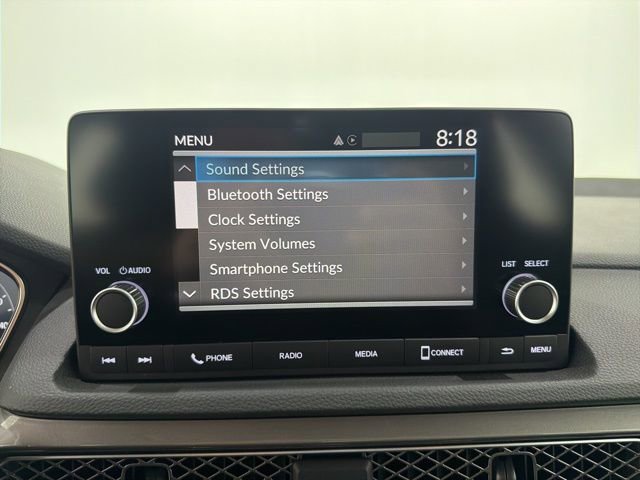 MENU 8:18
Sound Settings
Bluetooth Settings
Clock Settings
System Volumes
Smartphone Settings
RDS Settings
VOL AUDIO
LIST SELECT
PHONE RADIO MEDIA CONNECT MENU